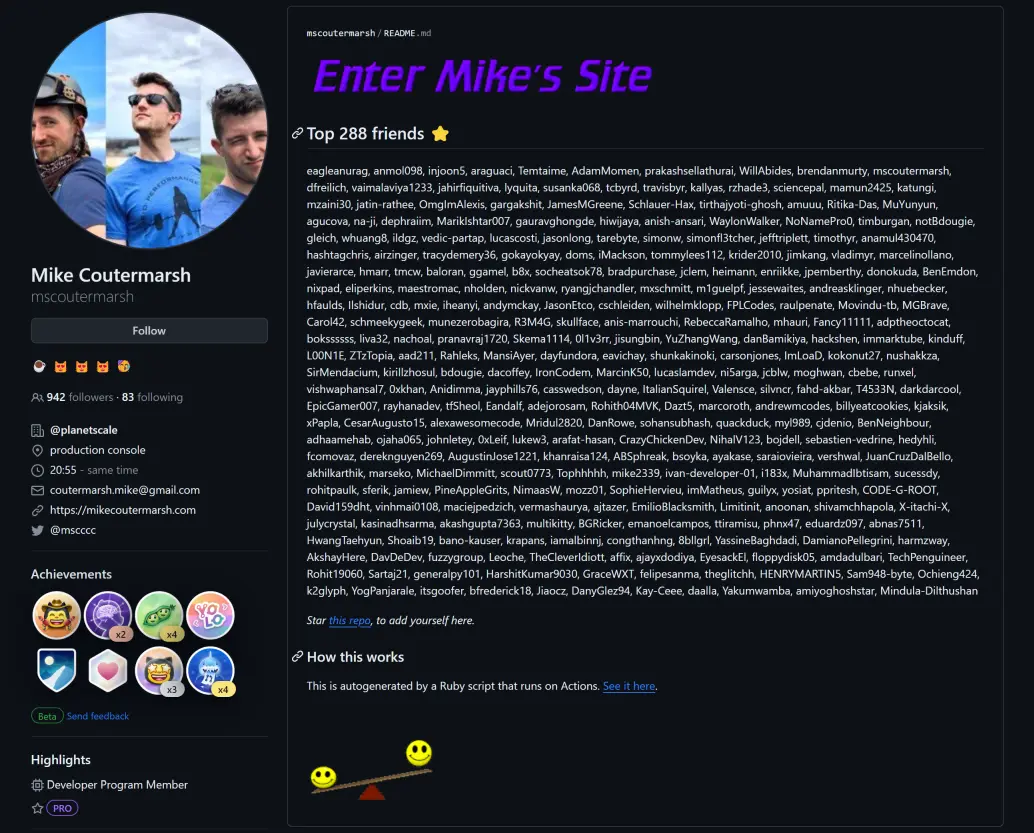 mscoutermarsh / README.md
Enter Mike's Site
Top 288 friends
eagleanurag, anmol098, injoon5, araguaci, Temtaime, AdamMomen, prakashsellathurai, WillAbides, brendanmurty, mscoutermarsh,
dfreilich, vaimalaviya1233, jahirfiquitiva, lyquita, susanka068, tcbyrd, travisbyr, kallyas, rzhade3, sciencepal, mamun2425, katungi,
mzaini30, jatin-rathee, OmgImAlexis, gargakshit, JamesMGreene, Schlauer-Hax, tirthajyoti-ghosh, amuuu, Ritika-Das, MuYunyun,
agucova, na-ji, dephraiim, MarikIshtar007, gauravghongde, hiwijaya, anish-ansari, WaylonWalker, NoNamePro0, timburgan, notBdougie,
gleich, whuang8, ildgz, vedic-partap, lucascosti, jasonlong, tarebyte, simonw, simonfl3tcher, jefftriplett, timothyr, anamul430470,
hashtagchris, airzinger, tracydemery36, gokayokyay, doms, iMackson, tommylees112, krider2010, jimkang, vladimyr, marcelinollano,
javierarce, hmarr, tmcw, baloran, ggamel, b8x, socheatsok78, bradpurchase, jclem, heimann, enriikke, jpemberthy, donokuda, BenEmdon,
nixpad, eliperkins, maestromac, nholden, nickvanw, ryangjchandler, mxschmitt, m1guelpf, jessewaites, andreasklinger, nhuebecker,
hfaulds, Ilshidur, cdb, mxie, iheanyi, andymckay, JasonEtco, cschleiden, wilhelmklopp, FPLCodes, raulpenate, Movindu-tb, MGBrave,
Carol42, schmeekygeek, munezerobagira, R3M4G, skullface, anis-marrouchi, RebeccaRamalho, mhauri, Fancy11111, adptheoctocat,
bokssssss, liva32, nachoal, pranavraj1720, Skema1114, 0l1v3rr, jisungbin, YuZhangWang, danBamikiya, hackshen, immarktube, kinduff,
L00N1E, ZTzTopia, aad211, Rahleks, MansiAyer, dayfundora, eavichay, shunkakinoki, carsonjones, ImLoaD, kokonut27, nushakkza,
SirMendacium, kirillzhosul, bdougie, dacoffey, IronCodem, MarcinK50, lucaslamdev, ni5arga, jcblw, moghwan, cbebe, runxel,
vishwaphansal7, 0xkhan, Anidimma, jayphills76, casswedson, dayne, ItalianSquirel, Valensce, silvncr, fahd-akbar, T4533N, darkdarcool,
EpicGamer007, rayhanadev, tfSheol, Eandalf, adejorosam, Rohith04MVK, Dazt5, marcoroth, andrewmcodes, billyeatcookies, kjaksik,
xPapla, CesarAugusto15, alexawesomecode, Mridul2820, DanRowe, sohansubhash, quackduck, myl989, cjdenio, BenNeighbour,
adhaamehab, ojaha065, johnletey, 0xLeif, lukew3, arafat-hasan, CrazyChickenDev, NihalV123, bojdell, sebastien-vedrine, hedyhli,
fcomovaz, dereknguyen269, AugustinJose1221, khanraisa124, ABSphreak, bsoyka, ayakase, saraiovieira, vershwal, JuanCruzDalBello,
akhilkarthik, marseko, MichaelDimmitt, scout0773, Tophhhhh, mike2339, ivan-developer-01, i183x, MuhammadIbtisam, sucessdy,
rohitpaulk, sferik, jamiew, PineAppleGrits, NimaasW, mozz01, SophieHervieu, imMatheus, guilyx, yosiat, ppritesh, CODE-G-ROOT,
David159dht, vinhmai0108, maciejpedzich, vermashaurya, ajtazer, EmilioBlacksmith, Limitinit, anoonan, shivamchhapola, X-itachi-X,
julycrystal, kasinadhsarma, akashgupta7363, multikitty, BGRicker, emanoelcampos, ttiramisu, phnx47, eduardz097, abnas7511,
HwangTaehyun, Shoaib19, bano-kauser, krapans, iamalbinnj, congthanhng, 8bllgrl, YassineBaghdadi, DamianoPellegrini, harmzway,
AkshayHere, DavDeDev, fuzzygroup, Leoche, TheCleverIdiott, affix, ajayxdodiya, EyesackEl, floppydisk05, amdadulbari, TechPenguineer,
Rohit19060, Sartaj21, generalpy101, HarshitKumar9030, GraceWXT, felipesanma, theglitchh, HENRYMARTIN5, Sam948-byte, Ochieng424,
k2glyph, YogPanjarale, itsgoofer, bfrederick18, Jiaocz, DanyGlez94, Kay-Ceee, daalla, Yakumwamba, amiyoghoshstar, Mindula-Dilthushan
Star this repo, to add yourself here.
How this works
This is autogenerated by a Ruby script that runs on Actions. See it here.
Mike Coutermarsh
mscoutermarsh
Follow
942 followers · 83 following
@planetscale
production console
20:55 - same time
coutermarsh.mike@gmail.com
https://mikecoutermarsh.com
@mscccc
Achievements
x2
x4
YOLO
x3
x4
Beta Send feedback
Highlights
Developer Program Member
PRO